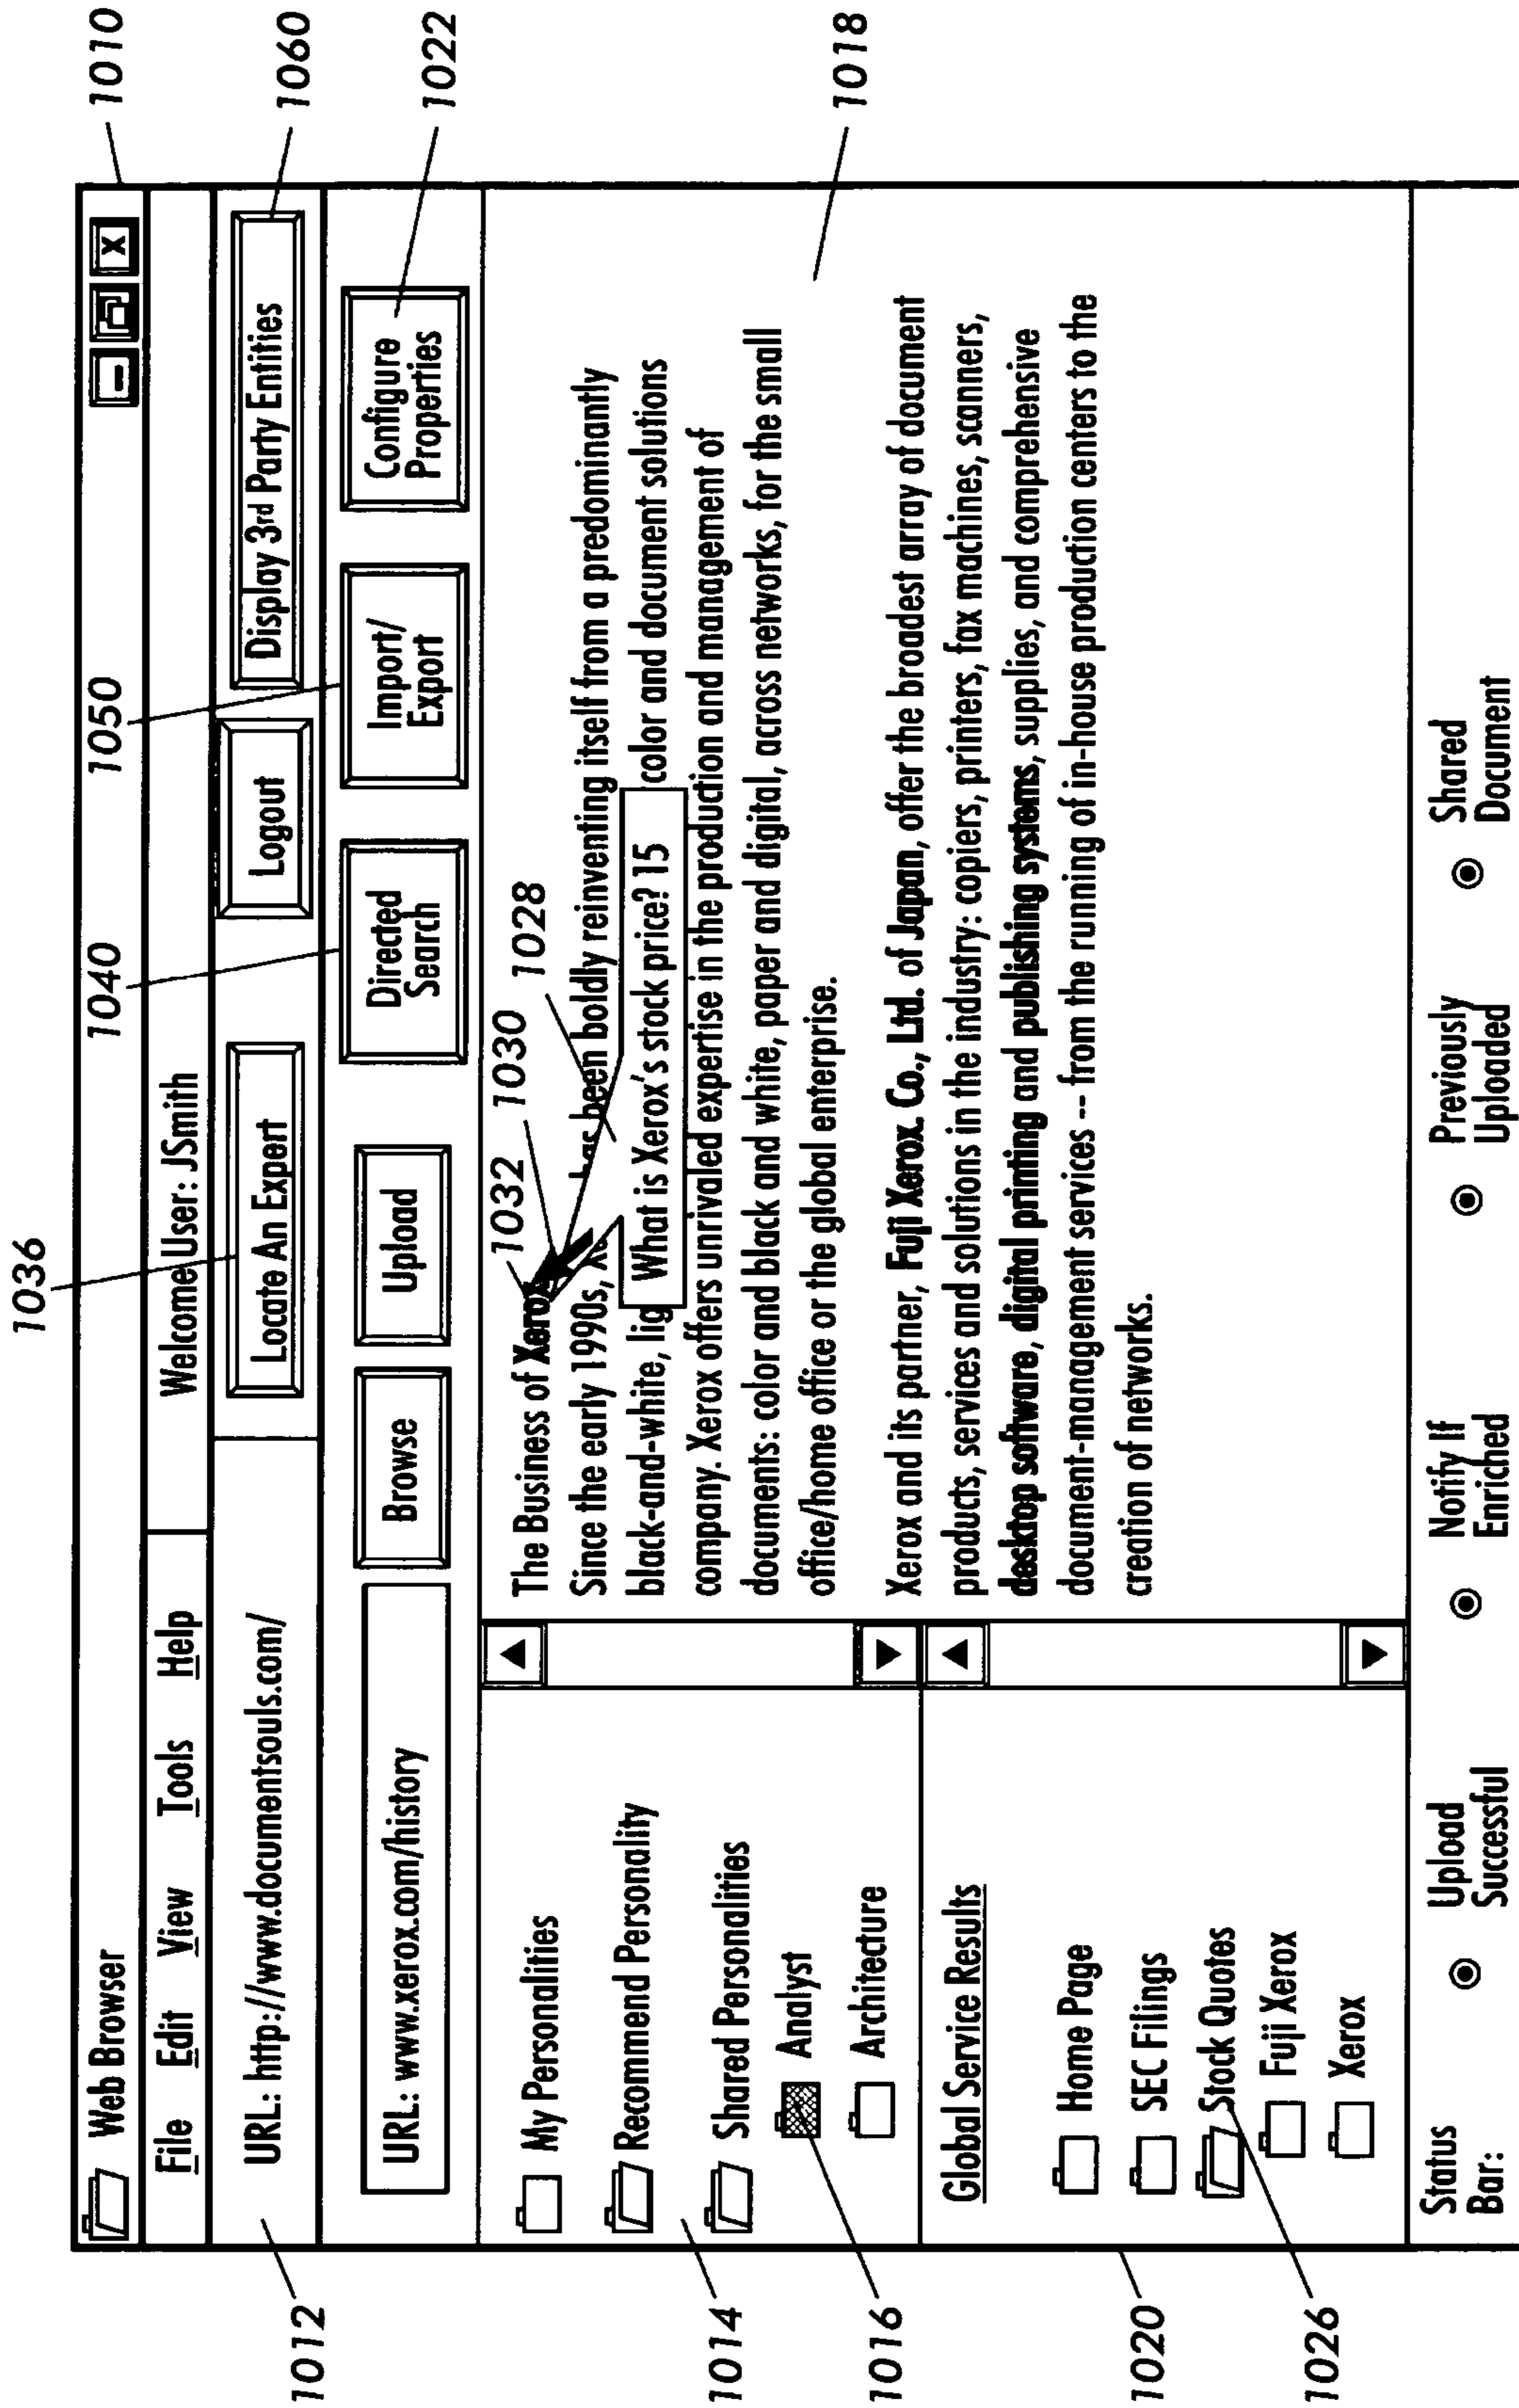 1036
1040
1050
1010
1060
1022
Web Browser
File Edit View Tools Help
Welcome User: JSmith
URL: http://www.documentsouls.com/
Locate An Expert
Logout
Display 3rd Party Entities
1012
URL: www.xerox.com/history
Browse
Upload
Directed
Search
Import/
Export
Configure
Properties
1032
1030
1028
My Personalities
Recommend Personality
Shared Personalities
Analyst
Architecture
1014
1016
The Business of Xerox
Since the early 1990s, has been boldly reinventing itself from a predominantly
black-and-white, color and document solutions
What is Xerox's stock price? 15
company. Xerox offers unrivaled expertise in the production and management of
documents: color and black and white, paper and digital, across networks, for the small
office/home office or the global enterprise.
1018
Xerox and its partner, Fuji Xerox. Co., Ltd. of Japan, offer the broadest array of document
products, services and solutions in the industry: copiers, printers, fax machines, scanners,
desktop software, digital printing and publishing systems, supplies, and comprehensive
document-management services -- from the running of in-house production centers to the
creation of networks.
Global Service Results
Home Page
SEC Filings
Stock Quotes
Fuji Xerox
Xerox
1020
1026
Status
Bar:
Upload
Successful
Notify If
Enriched
Previously
Uploaded
Shared
Document